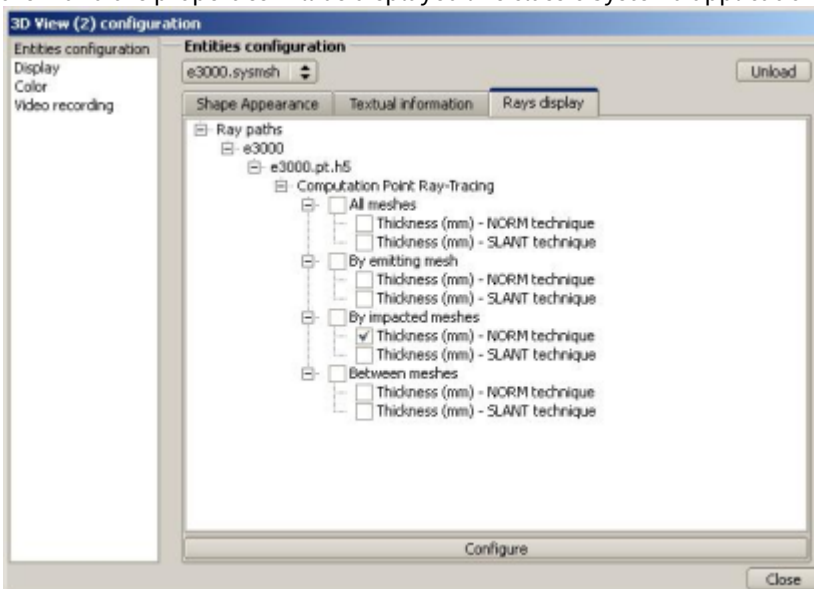 3D View (2) configuration
Entities configuration
Display
Color
Video recording
Entities configuration
e3000.sysmsh
Unload
Shape Appearance
Textual information
Rays display
Ray paths
e3000
e3000.pt.h5
Computation Point Ray-Tracing
All meshes
Thickness (mm) - NORM technique
Thickness (mm) - SLANT technique
By emitting mesh
Thickness (mm) - NORM technique
Thickness (mm) - SLANT technique
By impacted meshes
Thickness (mm) - NORM technique
Thickness (mm) - SLANT technique
Between meshes
Thickness (mm) - NORM technique
Thickness (mm) - SLANT technique
Configure
Close